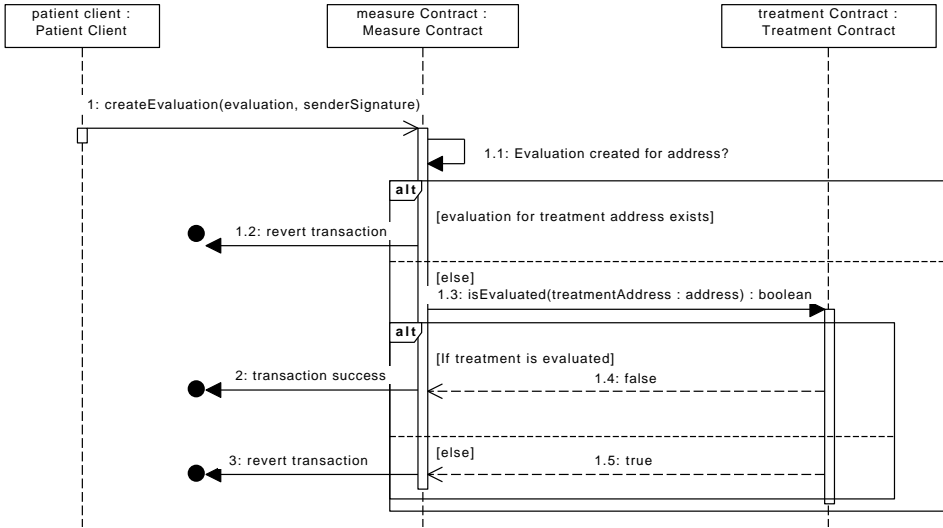 patient client :
Patient Client
measure Contract :
Measure Contract
treatment Contract :
Treatment Contract
1: createEvaluation(evaluation, senderSignature)
1.1: Evaluation created for address?
alt
[evaluation for treatment address exists]
1.2: revert transaction
[else]
1.3: isEvaluated(treatmentAddress : address) : boolean
alt
[If treatment is evaluated]
2: transaction success
1.4: false
[else]
3: revert transaction
1.5: true